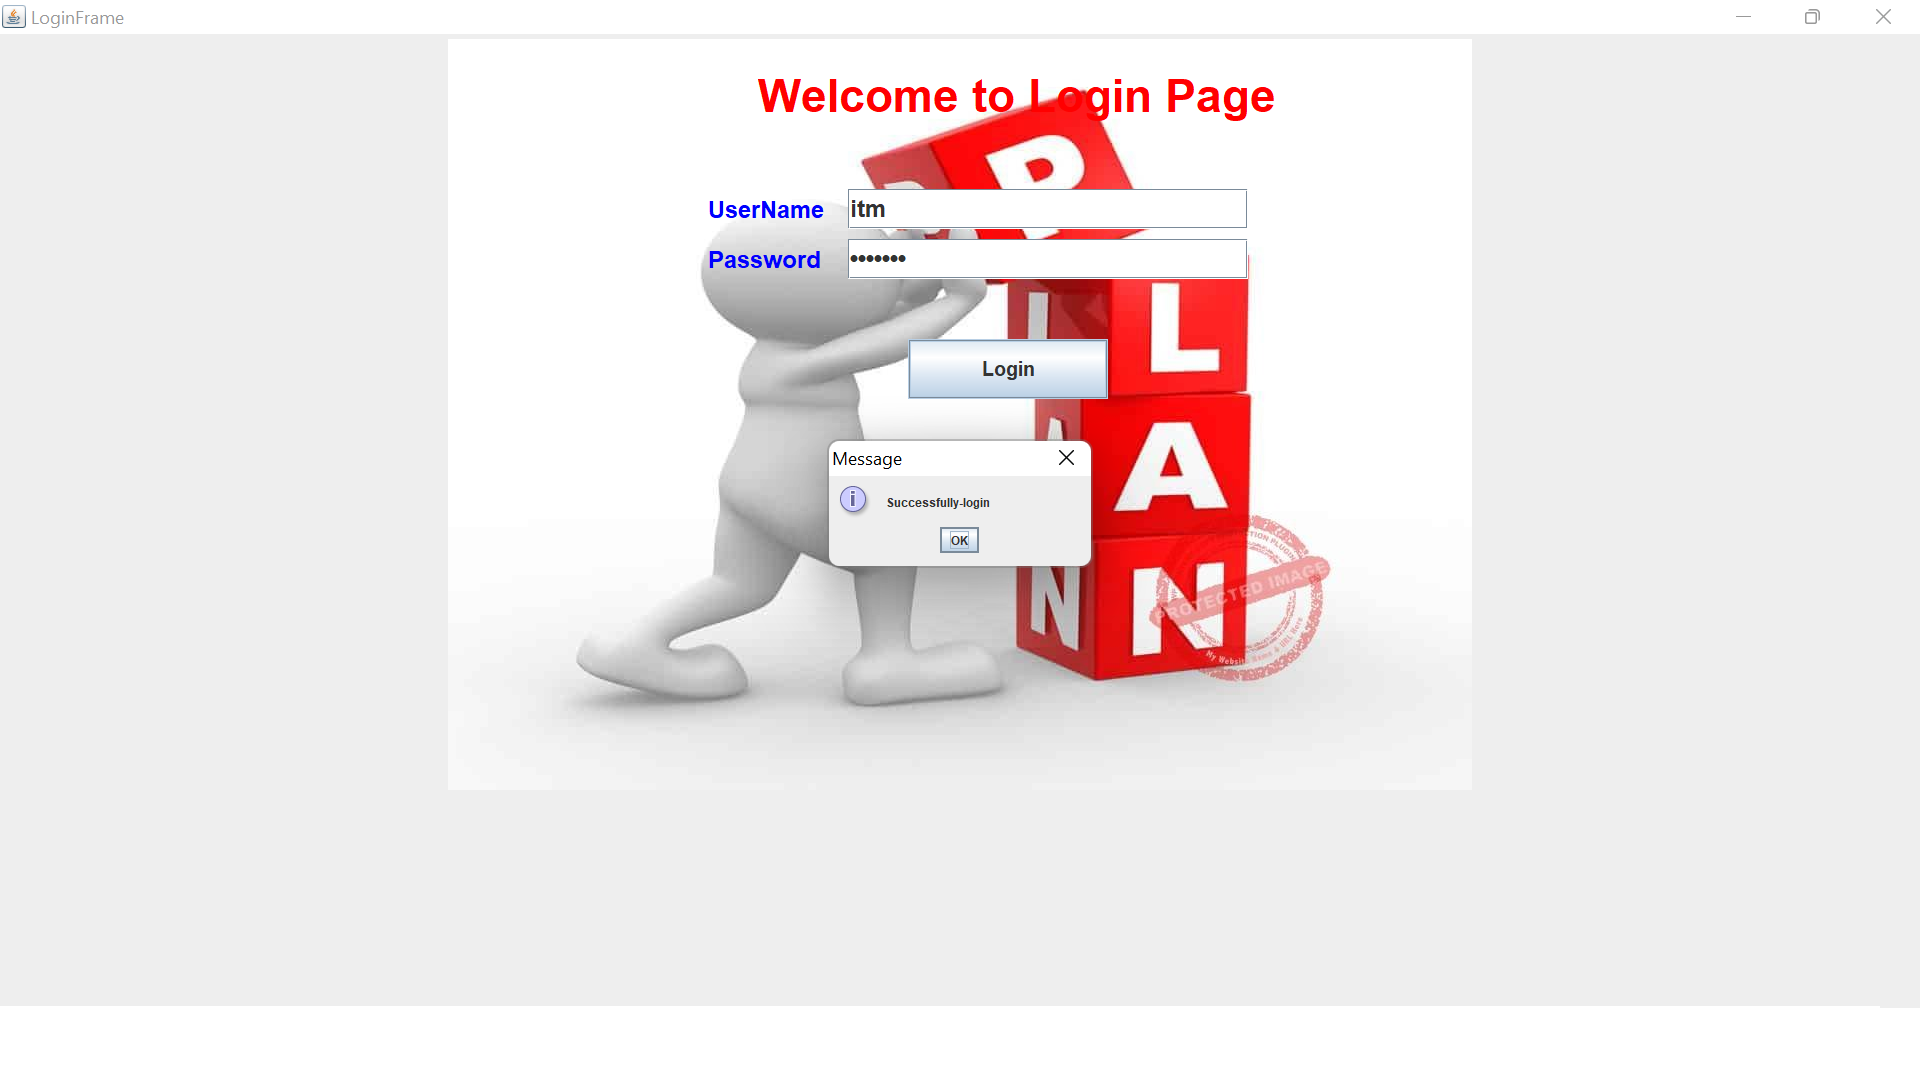 LoginFrame
Welcome to Login Page
UserName
itm
Password
•••••••
Login
Message
Successfully-login
OK
P
P
L
A
A
N
N
PROTECTED IMAGE